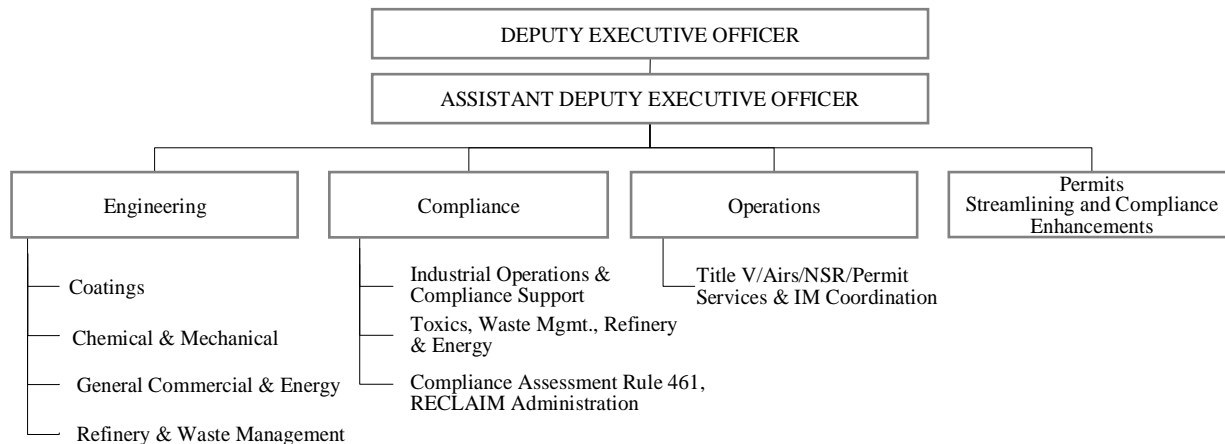 DEPUTY EXECUTIVE OFFICER
ASSISTANT DEPUTY EXECUTIVE OFFICER
Engineering
Coatings
Chemical & Mechanical
General Commercial & Energy
Refinery & Waste Management
Compliance
Industrial Operations &
Compliance Support
Toxics, Waste Mgmt., Refinery
& Energy
Compliance Assessment Rule 461,
RECLAIM Administration
Operations
Title V/Airs/NSR/Permit
Services & IM Coordination
Permits
Streamlining and Compliance
Enhancements